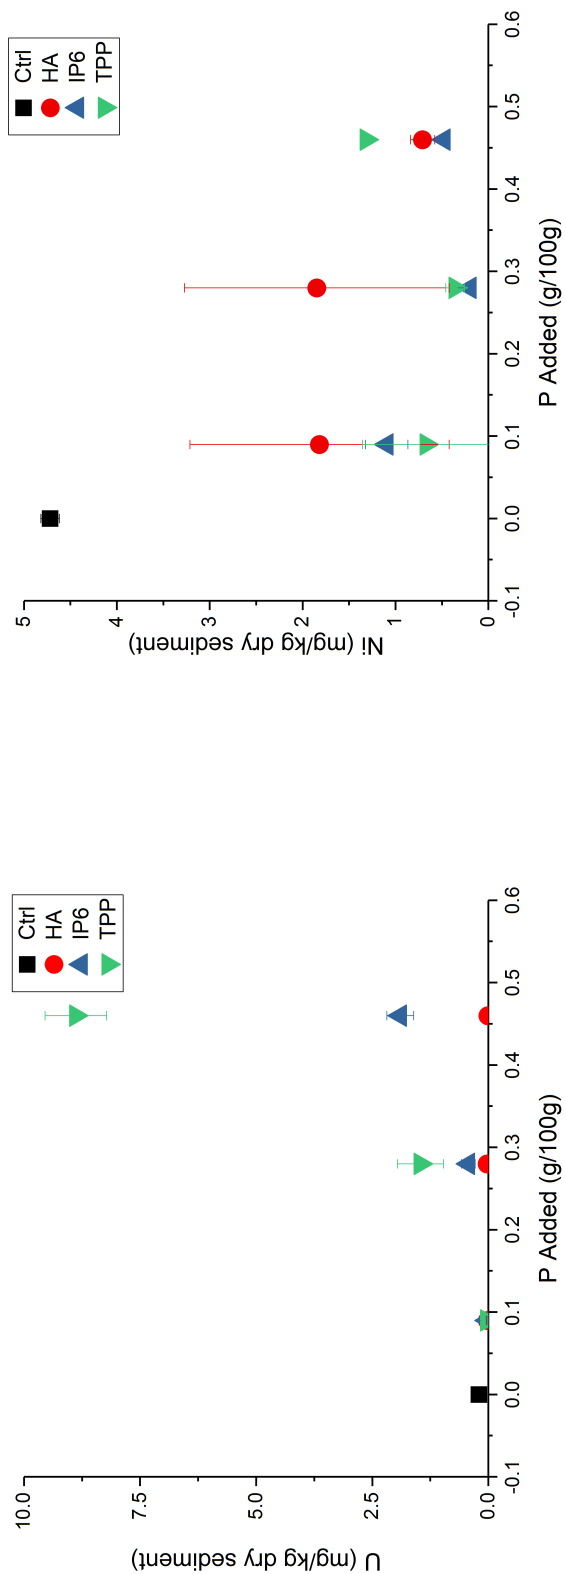 Ctrl
HA
IP6
TPP
U (mg/kg dry sediment)
10.0
7.5
5.0
2.5
0.0
-0.1
0.0
0.1
0.2
0.3
0.4
0.5
0.6
P Added (g/100g)
Ctrl
HA
IP6
TPP
Ni (mg/kg dry sediment)
5
4
3
2
1
0
-0.1
0.0
0.1
0.2
0.3
0.4
0.5
0.6
P Added (g/100g)